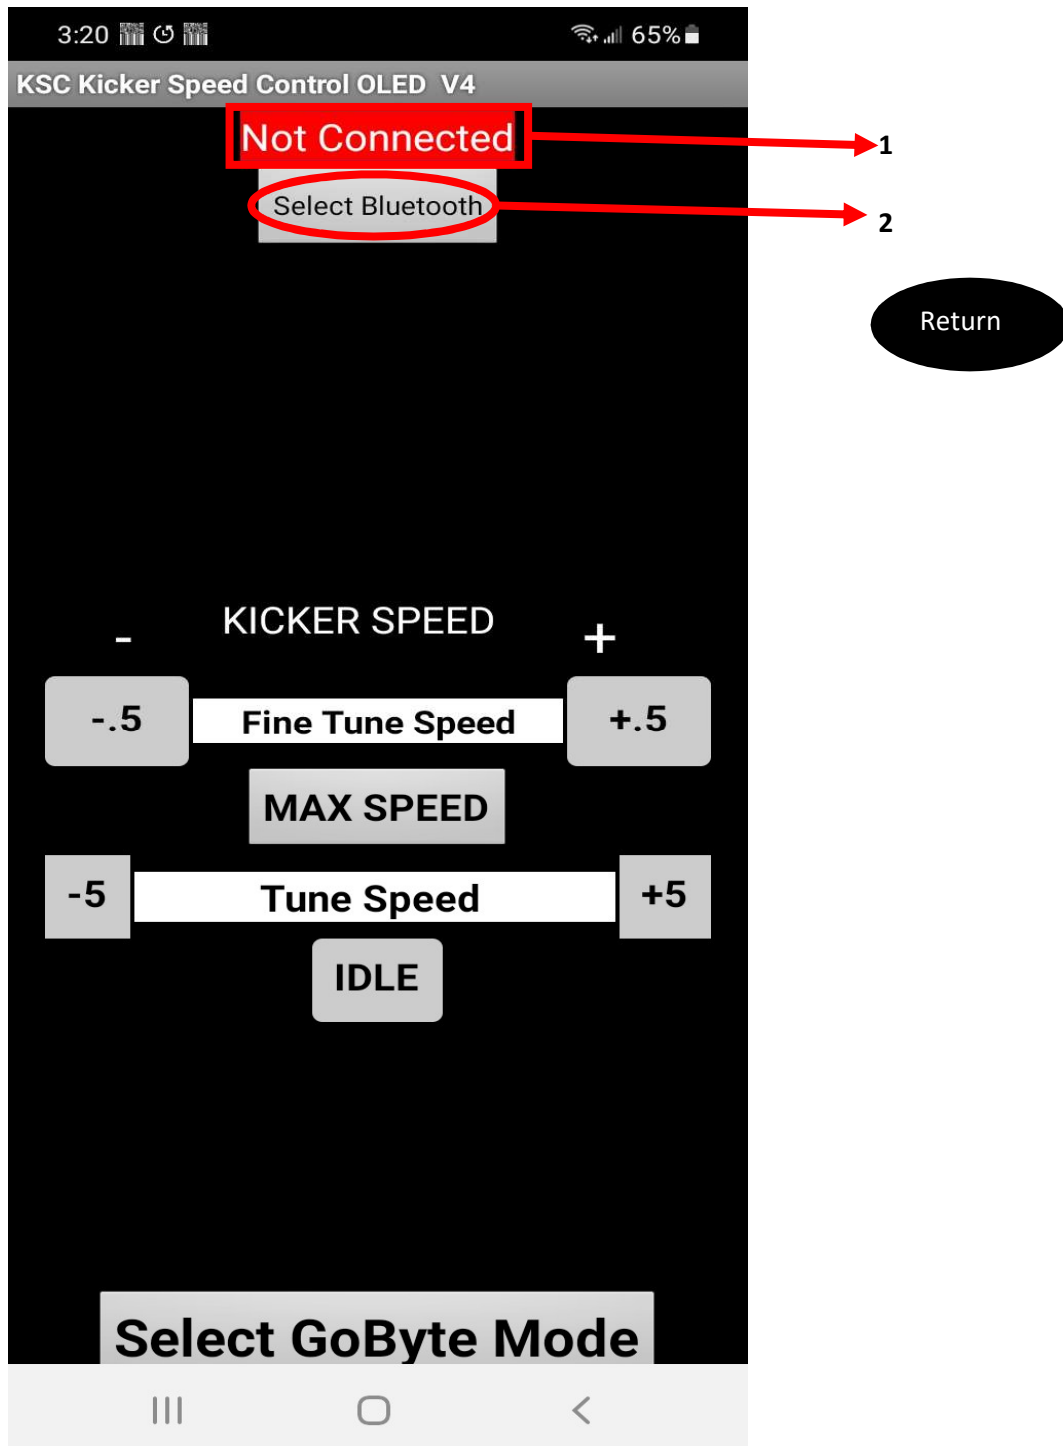 3:20 65%
KSC Kicker Speed Control OLED V4
Not Connected
1
Select Bluetooth
2
Return
- KICKER SPEED +
-.5 Fine Tune Speed +.5
MAX SPEED
-5 Tune Speed +5
IDLE
Select GoByte Mode